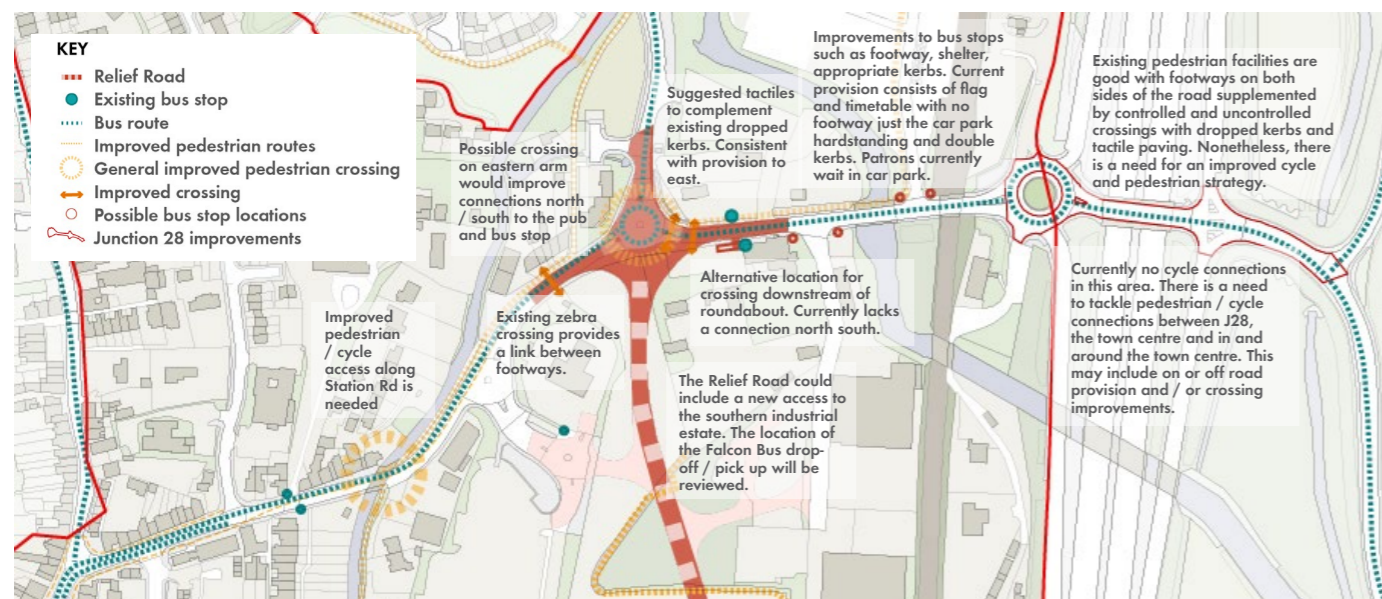 KEY
Relief Road
Existing bus stop
Bus route
Improved pedestrian routes
General improved pedestrian crossing
Improved crossing
Possible bus stop locations
Junction 28 improvements
Possible crossing
on eastern arm
would improve
connections north
/ south to the pub
and bus stop
Suggested tactiles
to complement
existing dropped
kerbs. Consistent
with provision to
east.
Improvements to bus stops
such as footway, shelter,
appropriate kerbs. Current
provision consists of flag
and timetable with no
footway just the car park
hardstanding and double
kerbs. Patrons currently
wait in car park.
Existing pedestrian facilities are
good with footways on both
sides of the road supplemented
by controlled and uncontrolled
crossings with dropped kerbs and
tactile paving. Nonetheless, there
is a need for an improved cycle
and pedestrian strategy.
Improved
pedestrian
/ cycle
access along
Station Rd is
needed
Existing zebra
crossing provides
a link between
footways.
Alternative location for
crossing downstream of
roundabout. Currently lacks
a connection north south.
The Relief Road could
include a new access to
the southern industrial
estate. The location of
the Falcon Bus drop-
off / pick up will be
reviewed.
Currently no cycle connections
in this area. There is a need
to tackle pedestrian / cycle
connections between J28,
the town centre and in and
around the town centre. This
may include on or off road
provision and / or crossing
improvements.